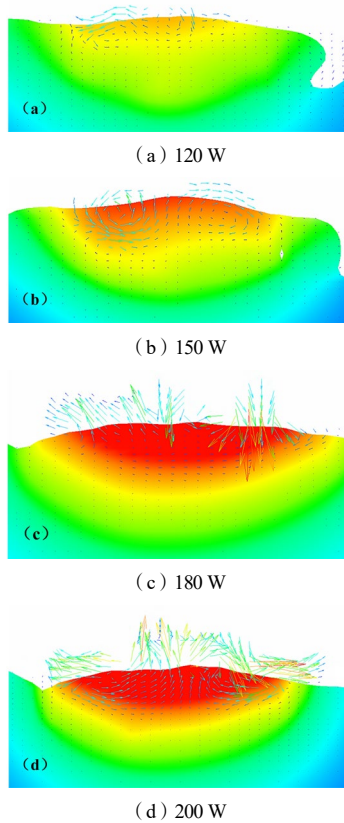 （a）
（a）120 W
（b）
（b）150 W
（c）
（c）180 W
（d）
（d）200 W